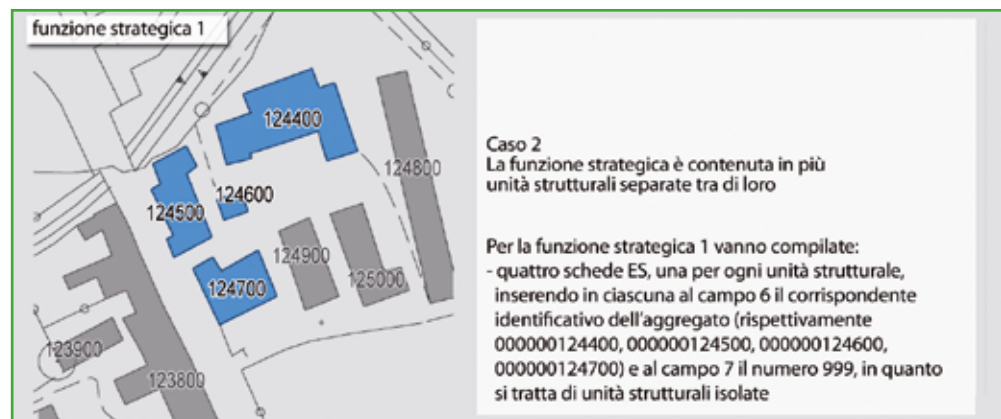 funzione strategica 1
124400
124800
124600
124500
124900
125000
124700
123900
123800
Caso 2
La funzione strategica è contenuta in più
unità strutturali separate tra di loro
Per la funzione strategica 1 vanno compilate:
- quattro schede ES, una per ogni unità strutturale,
inserendo in ciascuna al campo 6 il corrispondente
identificativo dell'aggregato (rispettivamente
000000124400, 000000124500, 000000124600,
000000124700) e al campo 7 il numero 999, in quanto
si tratta di unità strutturali isolate